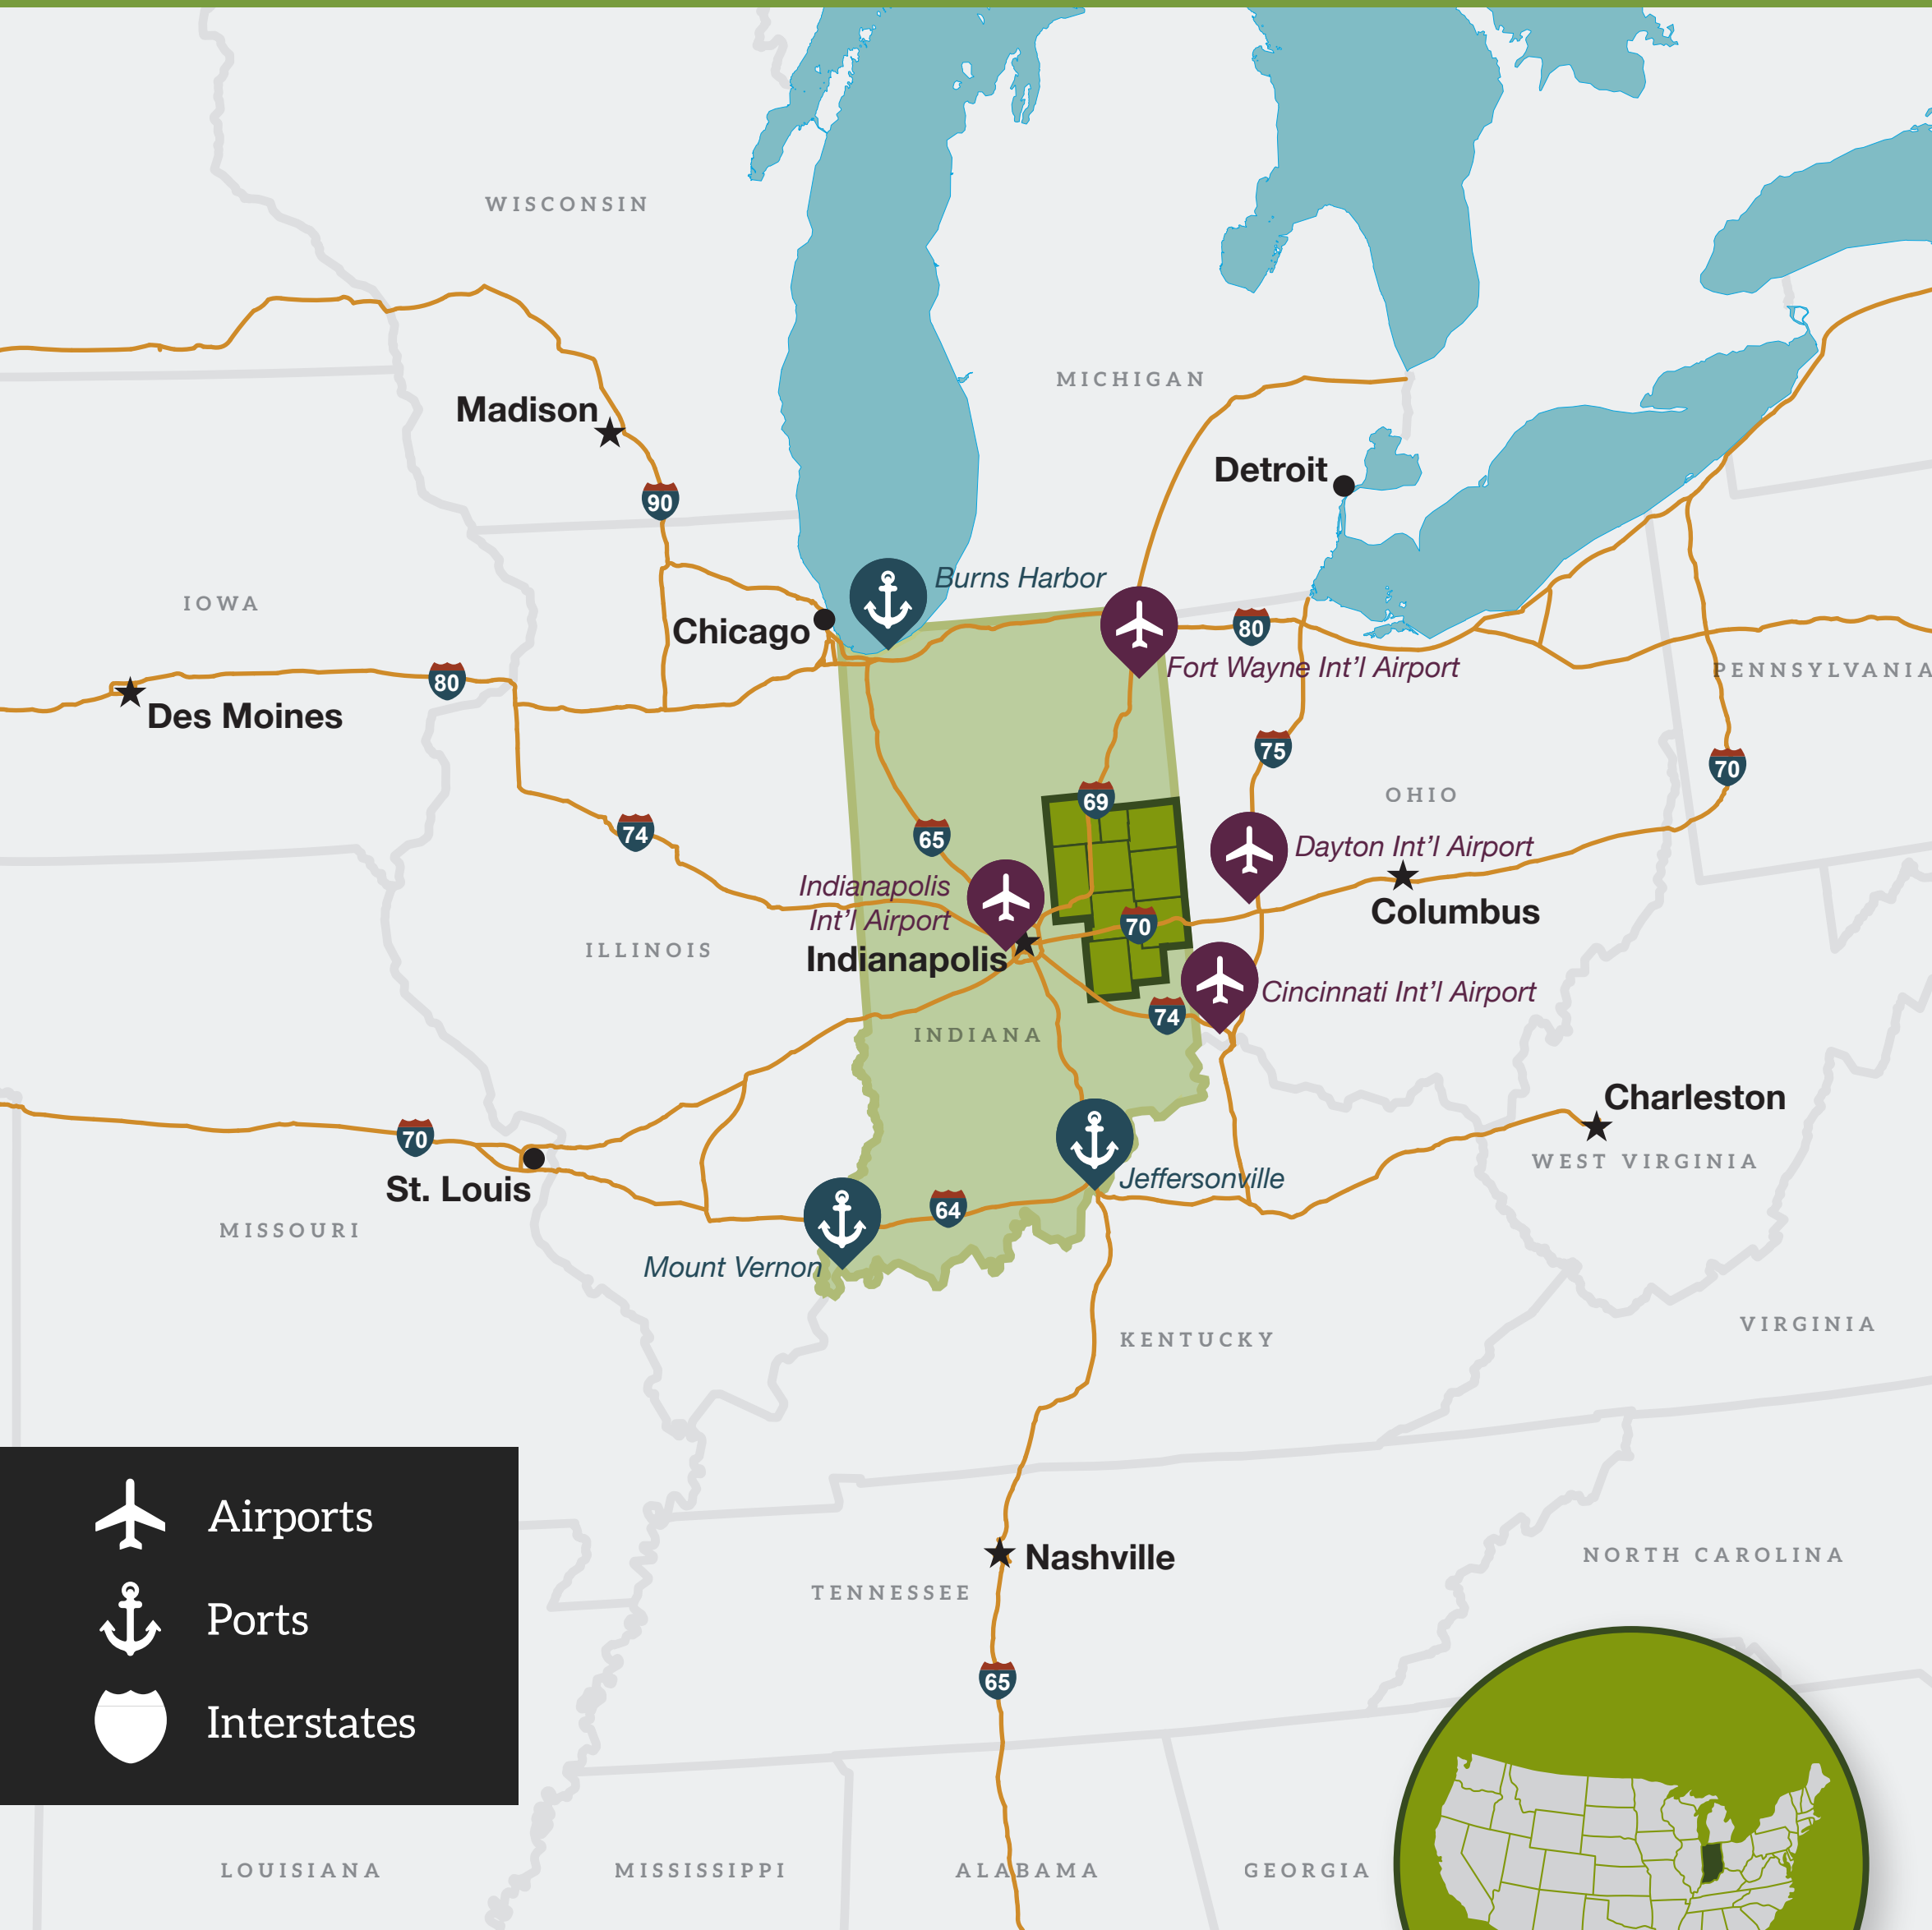 WISCONSIN
MICHIGAN
Madison
Detroit
90
Burns Harbor
IOWA
Chicago
80
Fort Wayne Int'l Airport
PENNSYLVANIA
80
Des Moines
75
70
OHIO
69
74
65
Dayton Int'l Airport
Indianapolis
Int'l Airport
Columbus
70
ILLINOIS
Indianapolis
Cincinnati Int'l Airport
74
INDIANA
Charleston
70
WEST VIRGINIA
St. Louis
Jeffersonville
64
MISSOURI
Mount Vernon
VIRGINIA
KENTUCKY
Airports
Nashville
NORTH CAROLINA
TENNESSEE
Ports
65
Interstates
LOUISIANA
MISSISSIPPI
ALABAMA
GEORGIA